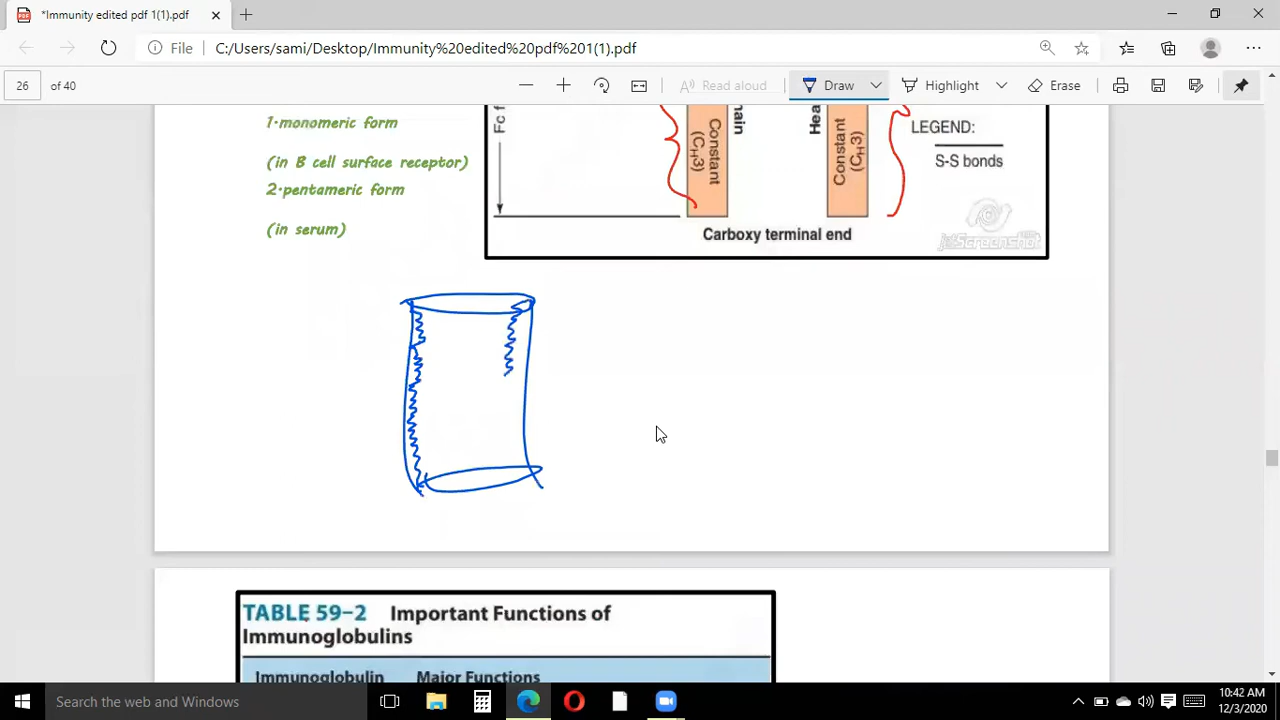 *Immunity edited pdf 1(1).pdf
File C:/Users/sami/Desktop/Immunity%20edited%20pdf%201(1).pdf
26 of 40
Read aloud Draw Highlight Erase
1.monomeric form
(in B cell surface receptor)
2.pentameric form
(in serum)
Fc f
Constant
(CH3)
ain
Hea
Constant
(CH3)
LEGEND:
S-S bonds
Carboxy terminal end
jetScreenshot
TABLE 59-2 Important Functions of
Immunoglobulins
Immunoglobulin Major Functions
Search the web and Windows
10:42 AM
12/3/2020